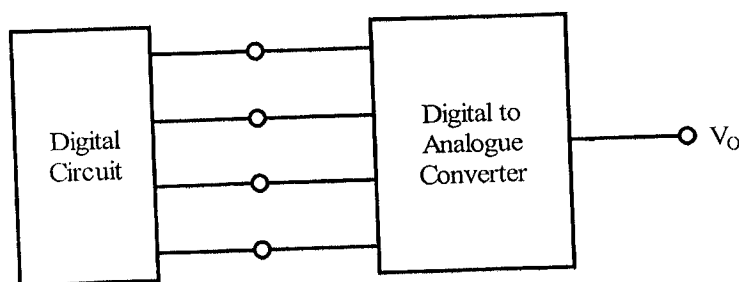 Digital
Circuit
Digital to
Analogue
Converter
V_O